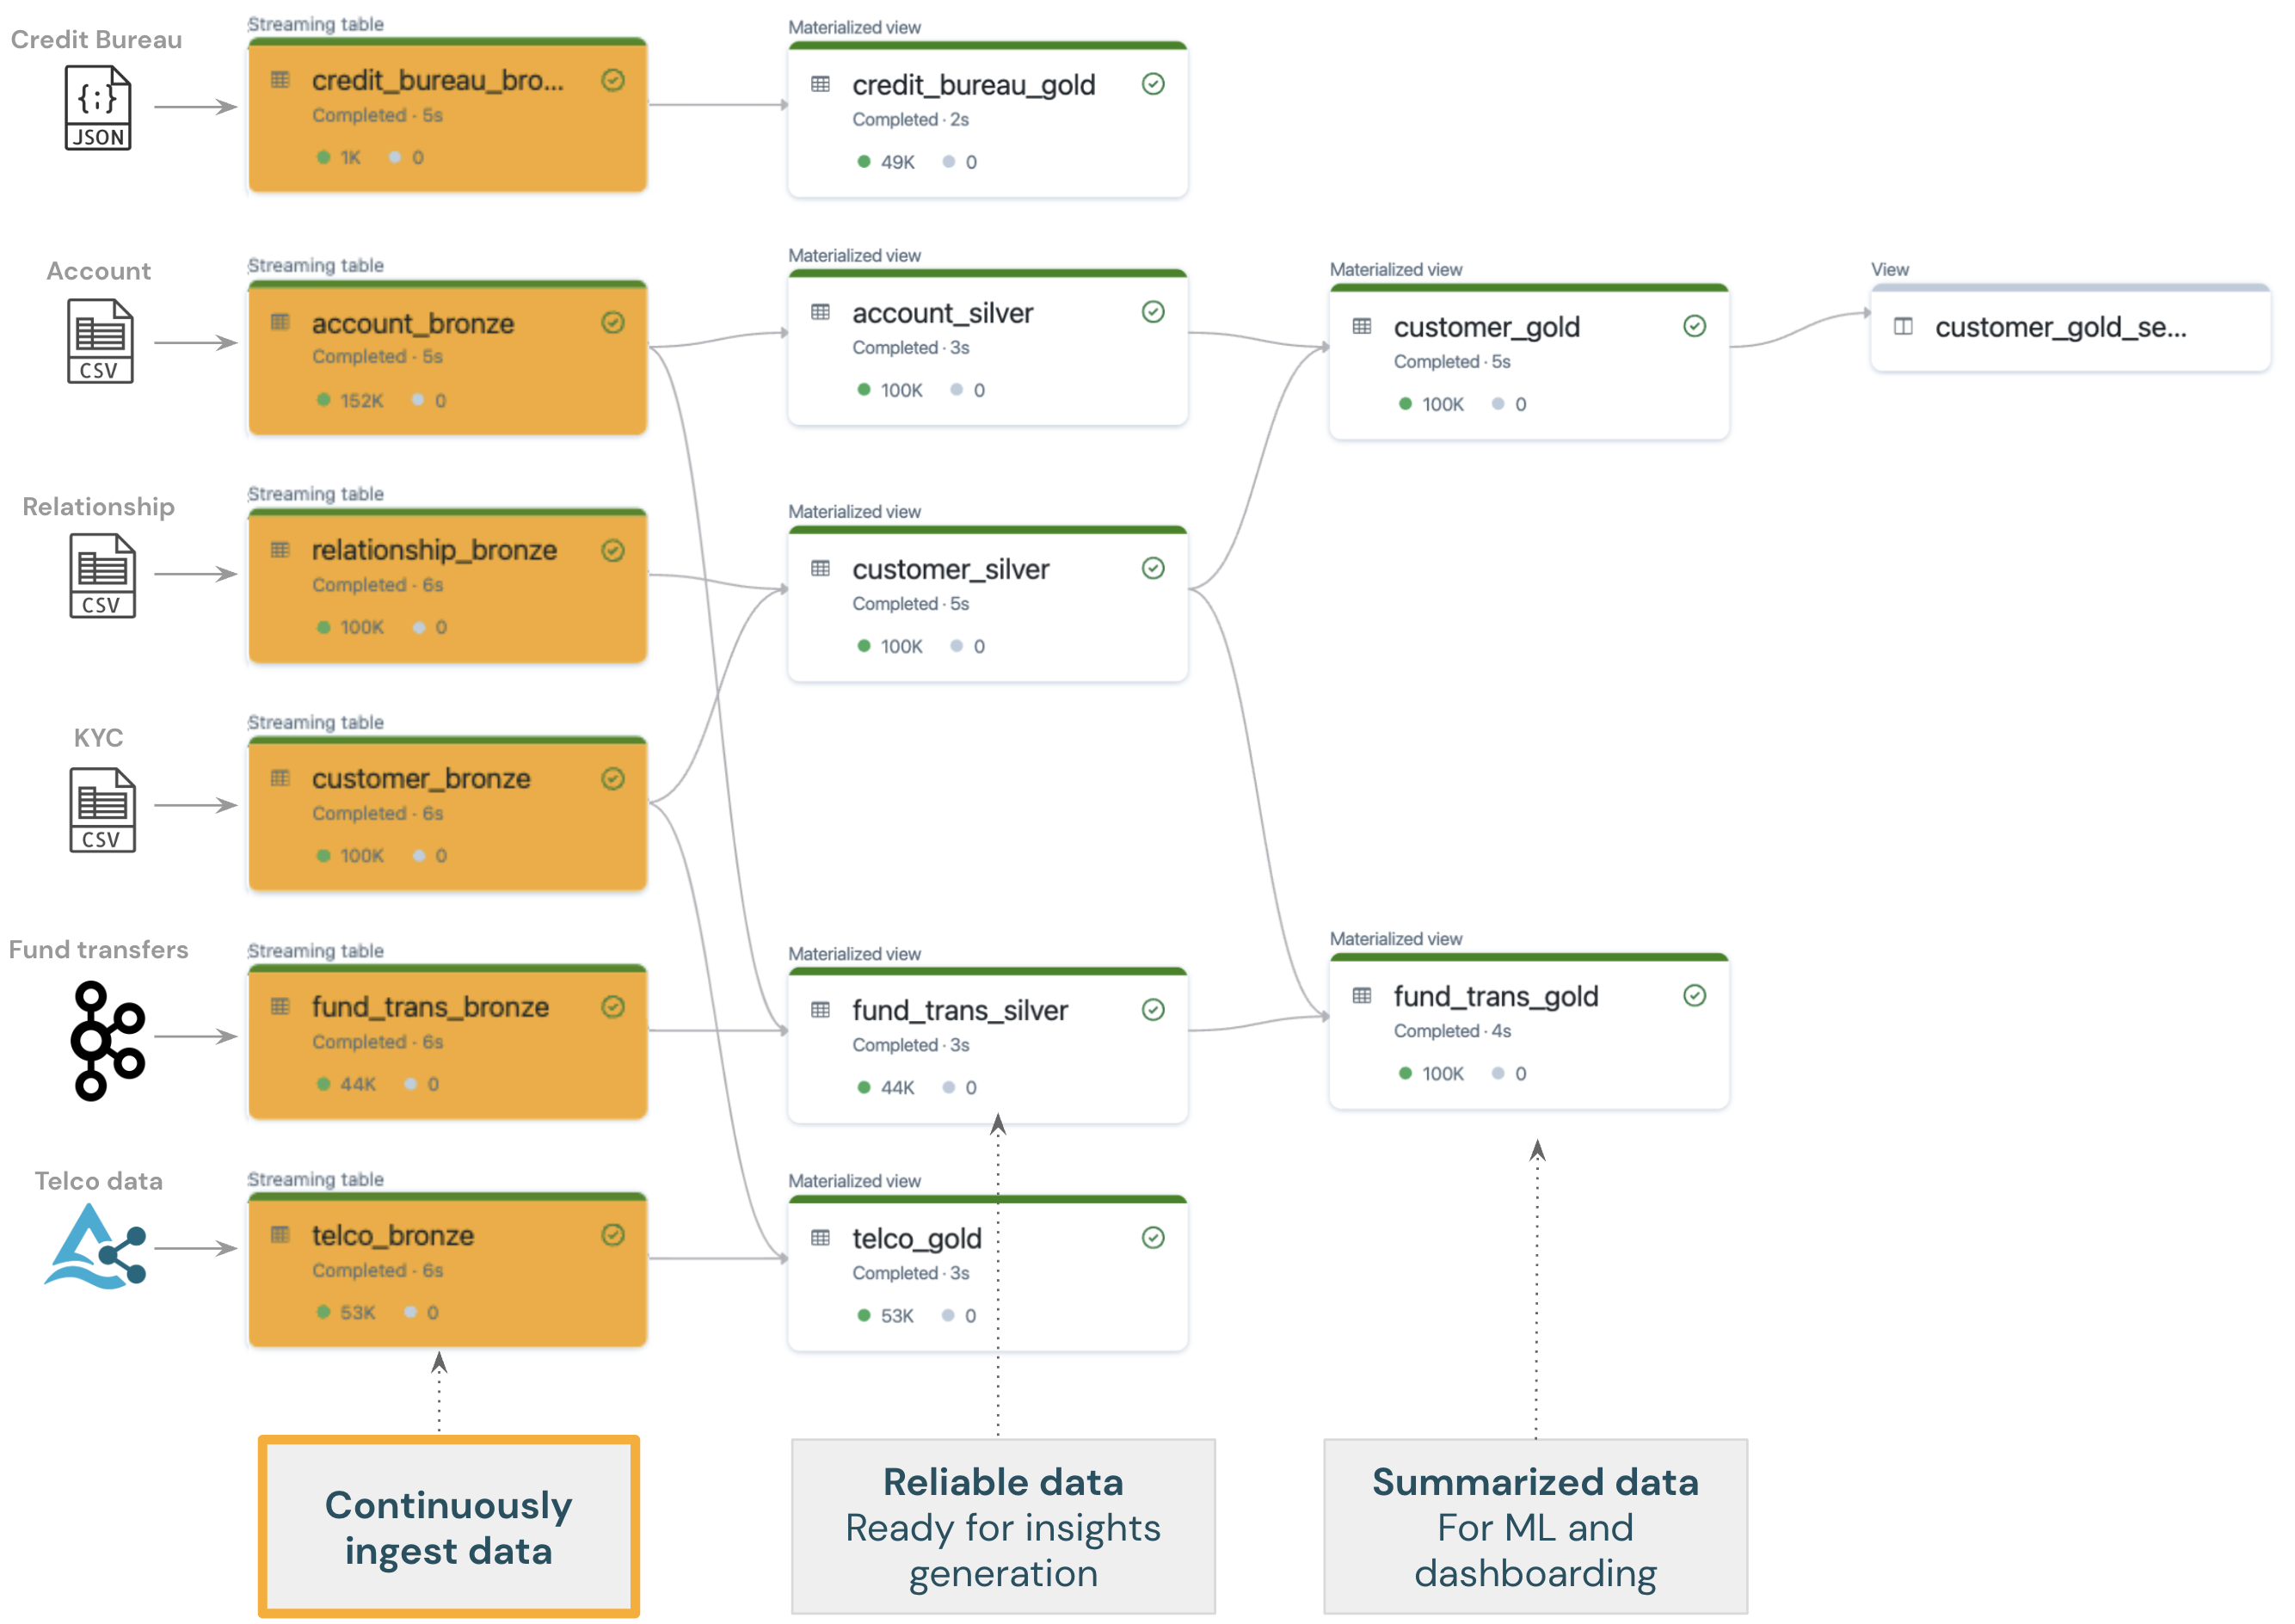 Credit Bureau
JSON
Streaming table
credit_bureau_bro...
Completed · 5s
1K 0
Materialized view
credit_bureau_gold
Completed · 2s
49K 0
Account
CSV
Streaming table
account_bronze
Completed · 5s
152K 0
Materialized view
account_silver
Completed · 3s
100K 0
Materialized view
customer_gold
Completed · 5s
100K 0
View
customer_gold_se...
Relationship
CSV
Streaming table
relationship_bronze
Completed · 6s
100K 0
Materialized view
customer_silver
Completed · 5s
100K 0
KYC
CSV
Streaming table
customer_bronze
Completed · 6s
100K 0
Fund transfers
Streaming table
fund_trans_bronze
Completed · 6s
44K 0
Materialized view
fund_trans_silver
Completed · 3s
44K 0
Materialized view
fund_trans_gold
Completed · 4s
100K 0
Telco data
Streaming table
telco_bronze
Completed · 6s
53K 0
Materialized view
telco_gold
Completed · 3s
53K 0
Continuously
ingest data
Reliable data
Ready for insights
generation
Summarized data
For ML and
dashboarding